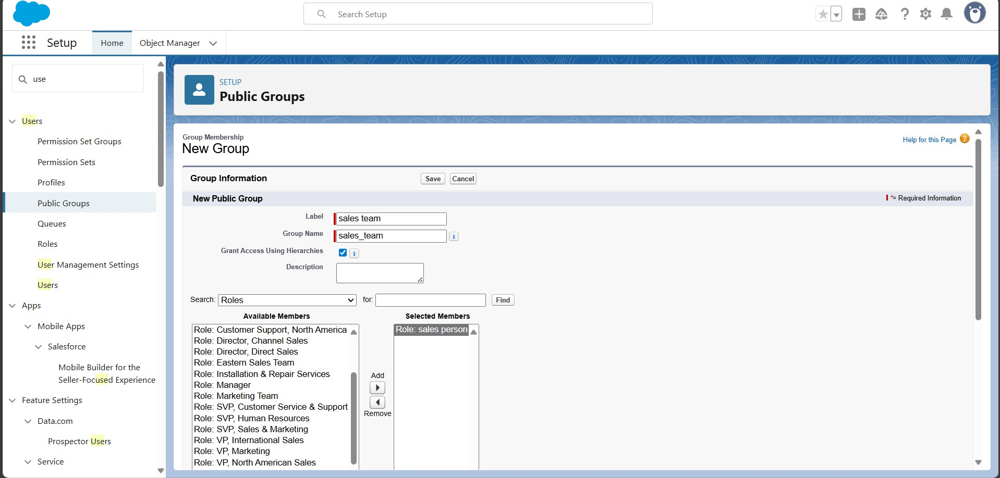 Search Setup
Setup
Home
Object Manager
use
Users
Permission Set Groups
Permission Sets
Profiles
Public Groups
Queues
Roles
User Management Settings
Users
Apps
Mobile Apps
Salesforce
Mobile Builder for the
Seller-Focused Experience
Feature Settings
Data.com
Prospector Users
Service
SETUP
Public Groups
Group Membership
New Group
Help for this Page
Group Information
Save
Cancel
New Public Group
*= Required Information
Label
sales team
Group Name
sales_team
Grant Access Using Hierarchies
Description
Search: Roles for: Find
Available Members
Role: Customer Support, North America
Role: Director, Channel Sales
Role: Director, Direct Sales
Role: Eastern Sales Team
Role: Installation & Repair Services
Role: Manager
Role: Marketing Team
Role: SVP, Customer Service & Support
Role: SVP, Human Resources
Role: SVP, Sales & Marketing
Role: VP, International Sales
Role: VP, Marketing
Role: VP, North American Sales
Add
Remove
Selected Members
Role: sales person